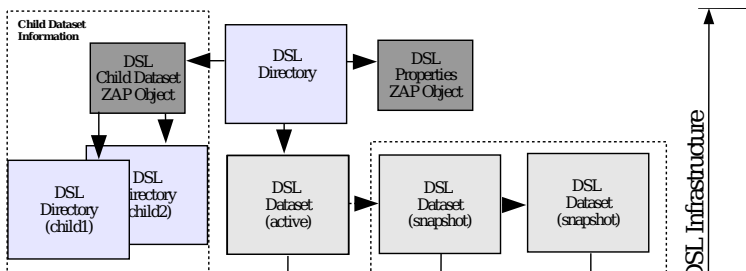 Child Dataset
Information
DSL
Child Dataset
ZAP Object
DSL
Directory
DSL
Properties
ZAP Object
DSL
Directory
(child1)
DSL
irectory
child2)
DSL
Dataset
(active)
DSL
Dataset
(snapshot)
DSL
Dataset
(snapshot)
DSL Infrastructure